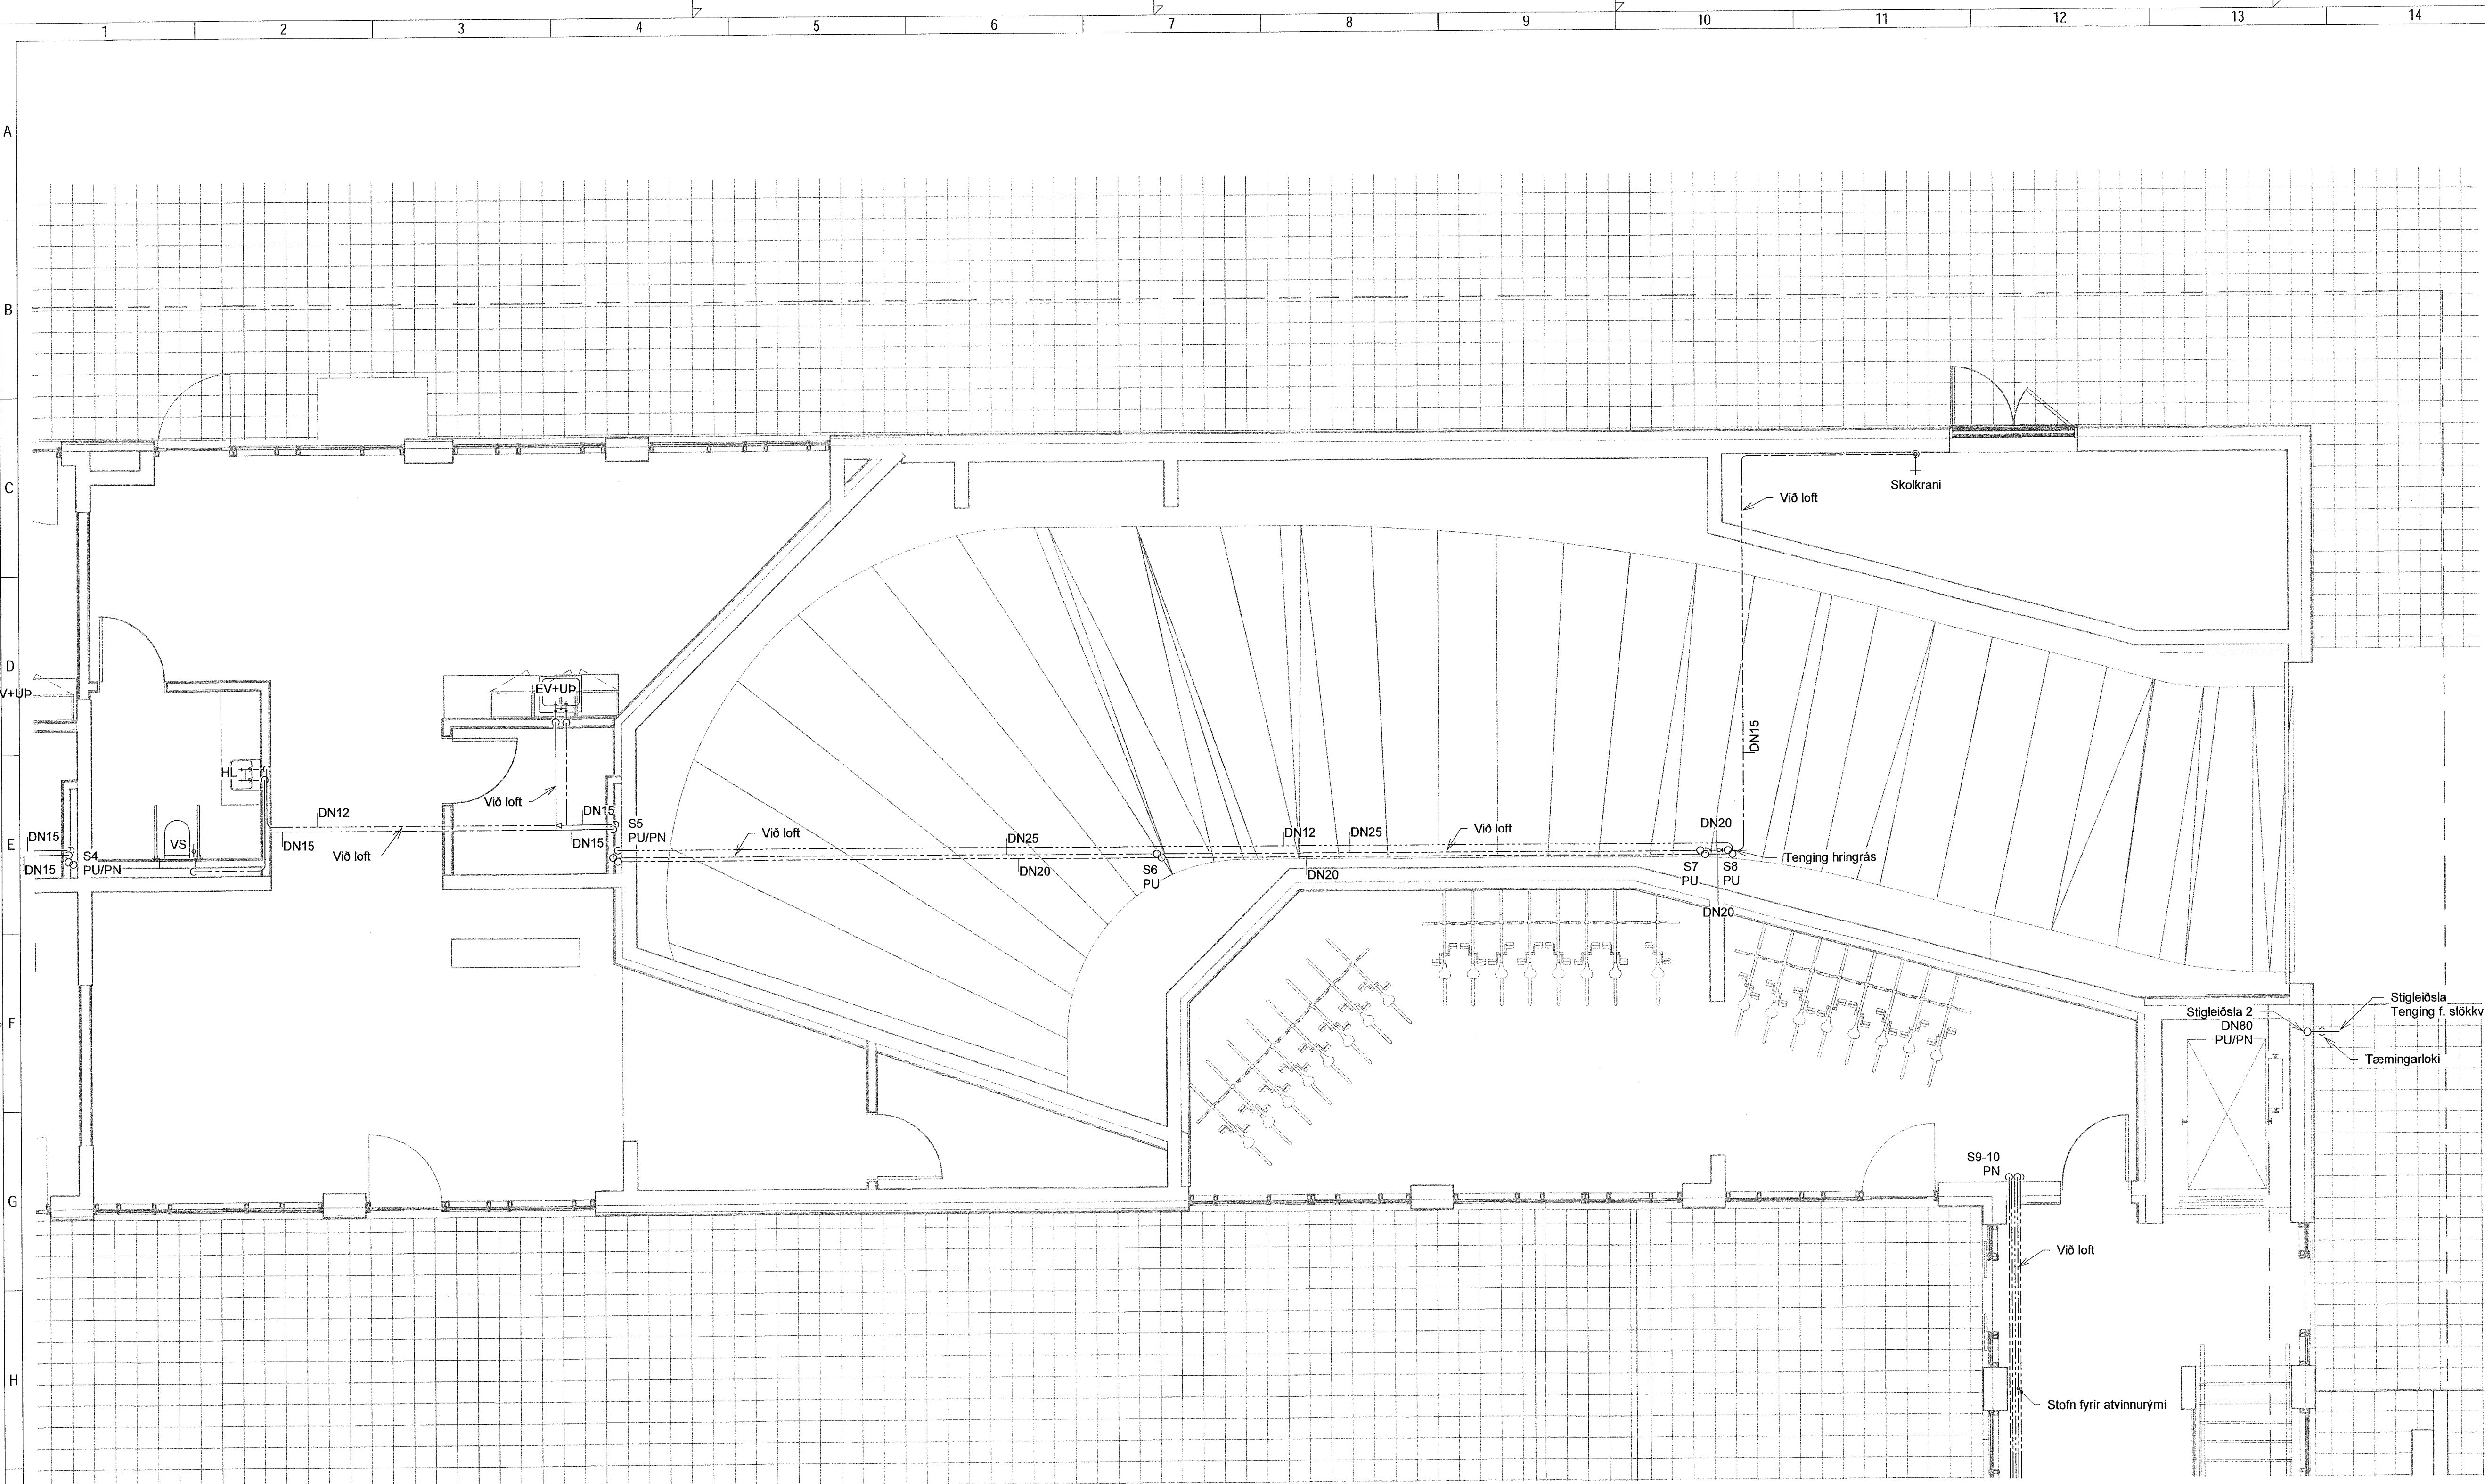 1 2 3 4 5 6 7 8 9 10 11 12 13 14
A
B
C
D
E
F
G
H
Skolkrani
Við loft
V+UÞ
EV+UÞ
DN15
HL
Við loft
DN12
DN15
DN15
Við loft
VS
DN15
DN15
S4
PU/PN
DN15
S5
PU/PN
Við loft
DN25
DN20
DN12
DN25
DN20
Við loft
DN20
Tenging hringrás
S6
PU
S7
PU
S8
PU
DN20
Stigleiðsla
Tenging f. slökkv
Stigleiðsla 2
DN80
PU/PN
Tæmingarloki
S9-10
PN
Við loft
Stofn fyrir atvinnurými